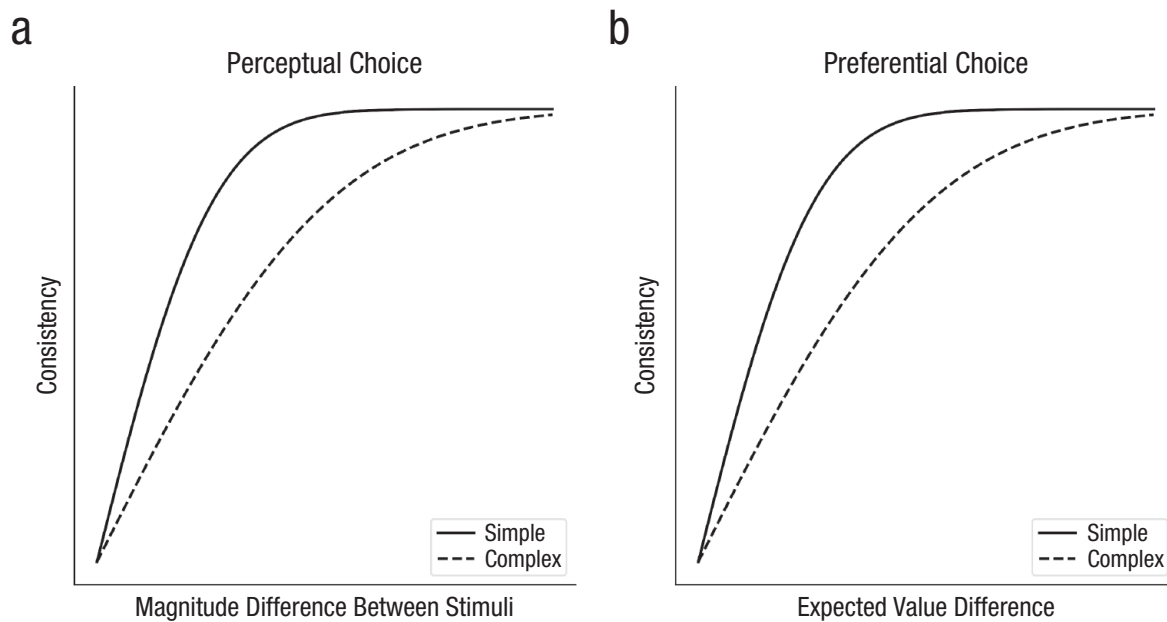 a
Perceptual Choice
Consistency
Simple
Complex
Magnitude Difference Between Stimuli
b
Preferential Choice
Consistency
Simple
Complex
Expected Value Difference